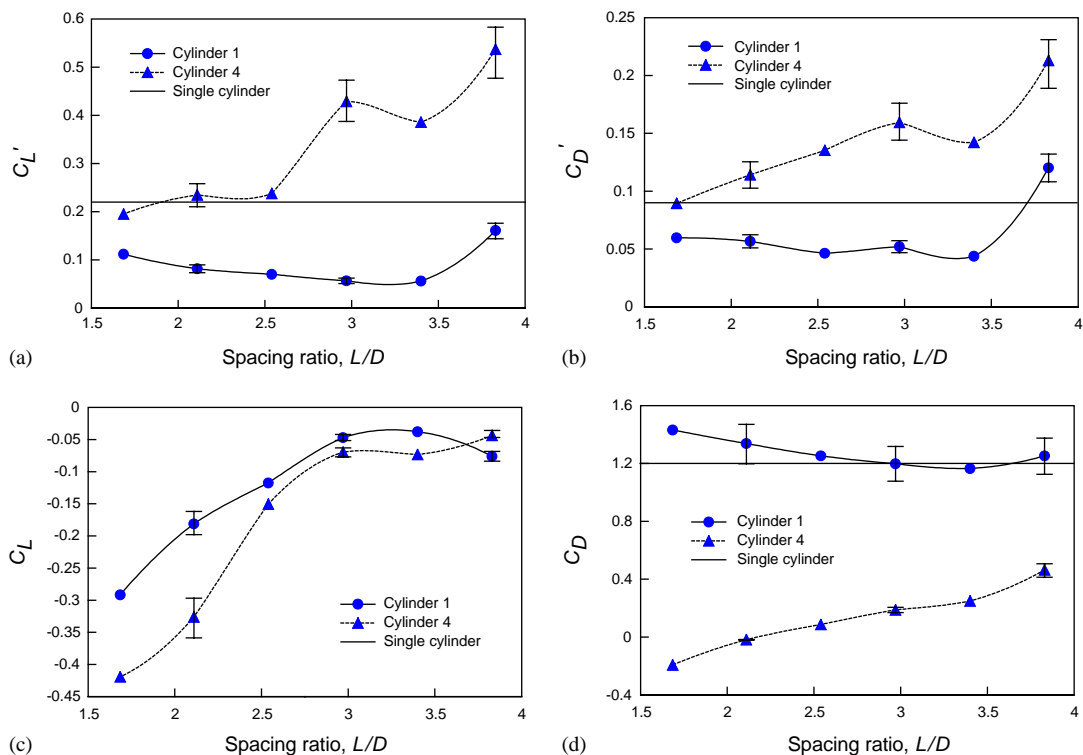 0.6
0.5
0.4
0.3
0.2
0.1
0
C_L'
Cylinder 1
Cylinder 4
Single cylinder
1.5 2 2.5 3 3.5 4
(a) Spacing ratio, L/D
0.25
0.2
0.15
0.1
0.05
0
C_D'
Cylinder 1
Cylinder 4
Single cylinder
1.5 2 2.5 3 3.5 4
(b) Spacing ratio, L/D
0
-0.05
-0.1
-0.15
-0.2
-0.25
-0.3
-0.35
-0.4
-0.45
C_L
Cylinder 1
Cylinder 4
Single cylinder
1.5 2 2.5 3 3.5 4
(c) Spacing ratio, L/D
1.6
1.2
0.8
0.4
0
-0.4
C_D
Cylinder 1
Cylinder 4
Single cylinder
1.5 2 2.5 3 3.5 4
(d) Spacing ratio, L/D